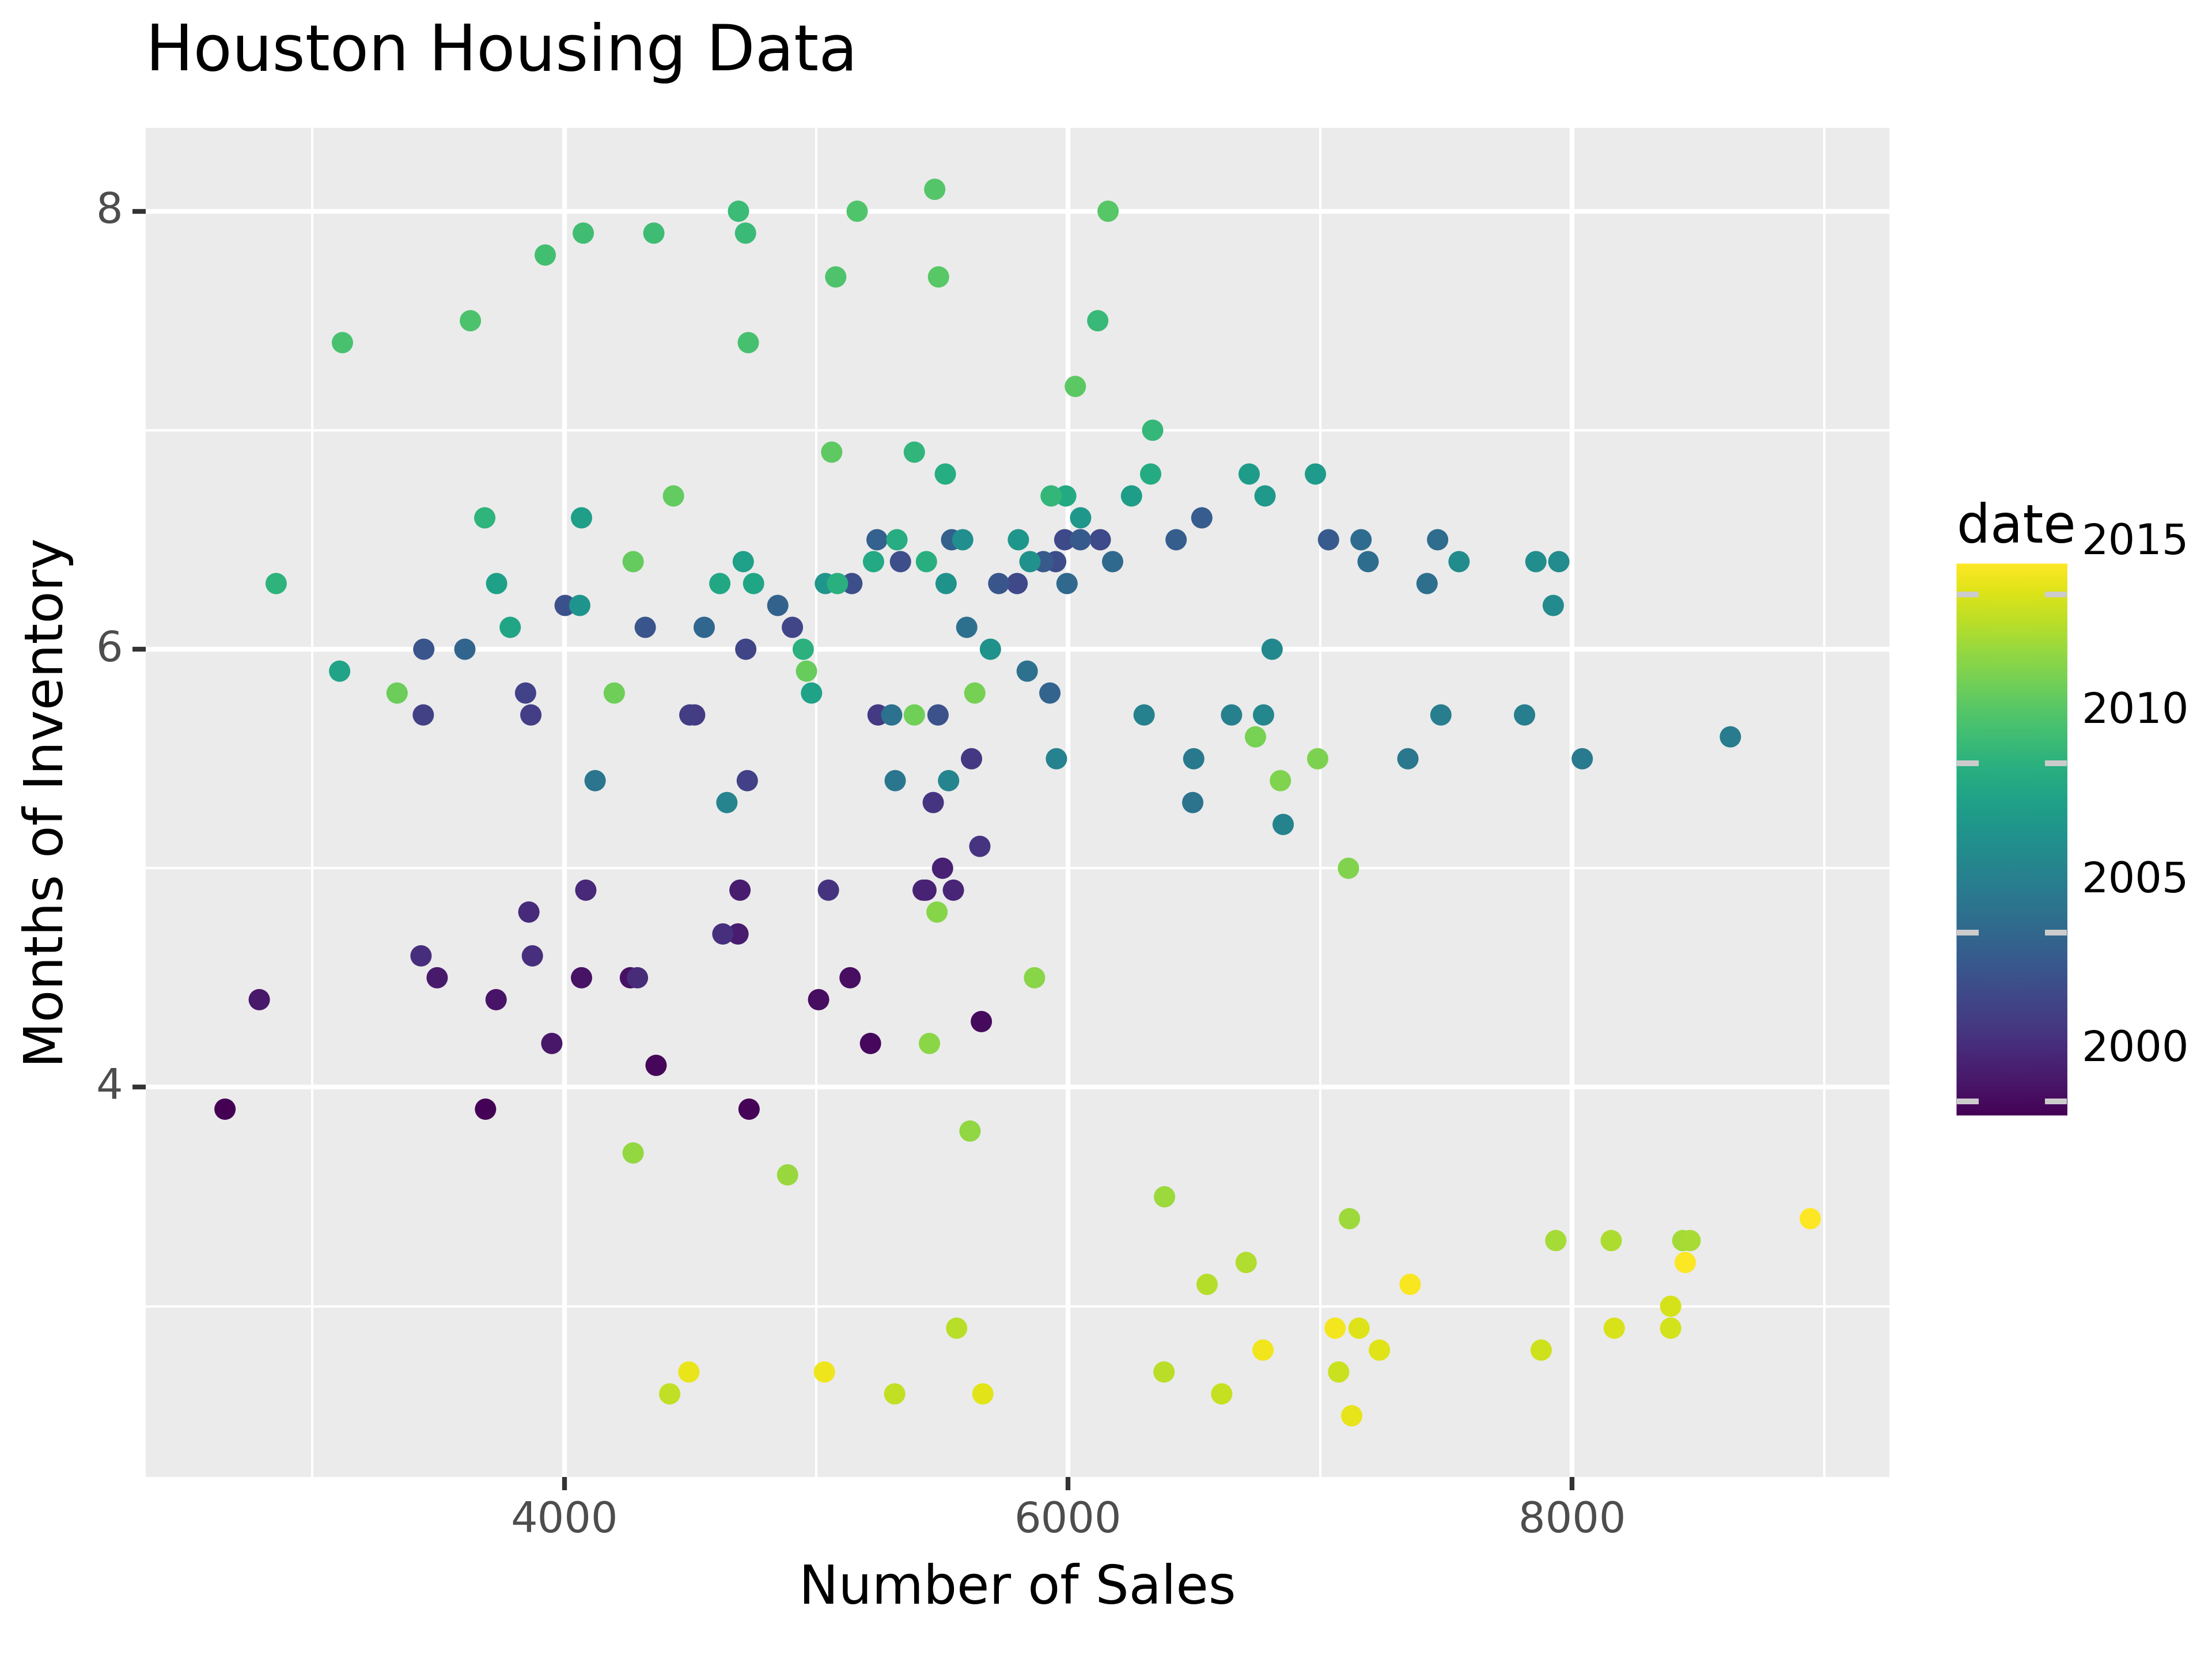 Houston Housing Data
8
6
4
Months of Inventory
4000 6000 8000
Number of Sales
date
2015
2010
2005
2000